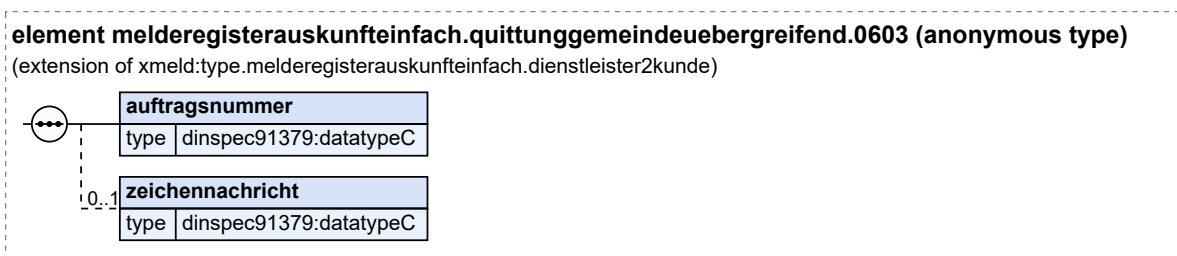 element melderegisterauskunfteinfach.quittunggemeindeuebergreifend.0603 (anonymous type)
(extension of xmeld:type.melderegisterauskunfteinfach.dienstleister2kunde)
auftragsnummer
type dinspec91379:datatypeC
0..1 zeichennachricht
type dinspec91379:datatypeC